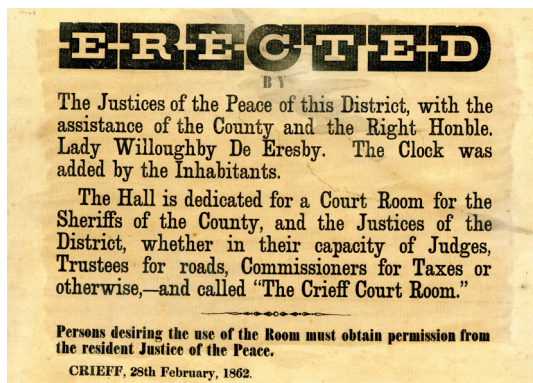 ERECTED
BY
The Justices of the Peace of this District, with the
assistance of the County and the Right Honble.
Lady Willoughby De Eresby. The Clock was
added by the Inhabitants.
The Hall is dedicated for a Court Room for the
Sheriffs of the County, and the Justices of the
District, whether in their capacity of Judges,
Trustees for roads, Commissioners for Taxes or
otherwise,—and called “The Crieff Court Room.”
Persons desiring the use of the Room must obtain permission from
the resident Justice of the Peace.
CRIEFF, 28th February, 1862.